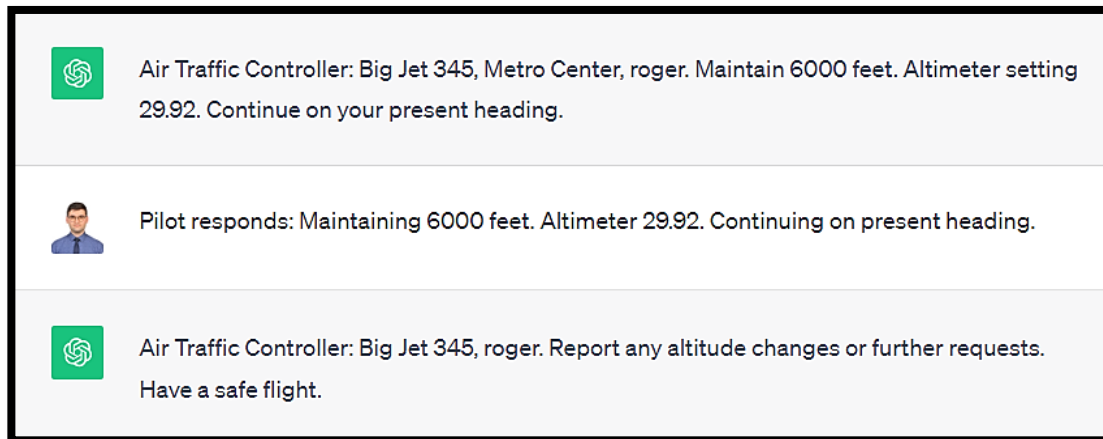 Air Traffic Controller: Big Jet 345, Metro Center, roger. Maintain 6000 feet. Altimeter setting
29.92. Continue on your present heading.
Pilot responds: Maintaining 6000 feet. Altimeter 29.92. Continuing on present heading.
Air Traffic Controller: Big Jet 345, roger. Report any altitude changes or further requests.
Have a safe flight.